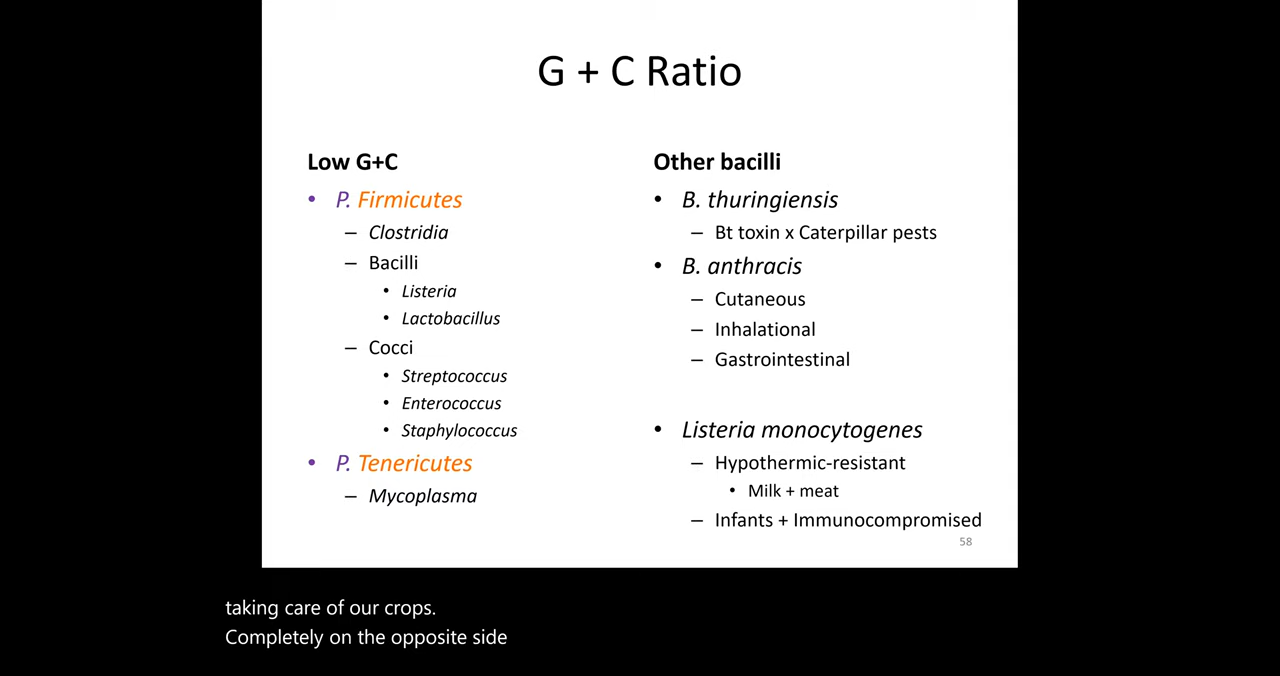 G + C Ratio
Low G+C
• P. Firmicutes
– Clostridia
– Bacilli
• Listeria
• Lactobacillus
– Cocci
• Streptococcus
• Enterococcus
• Staphylococcus
• P. Tenericutes
– Mycoplasma
Other bacilli
• B. thuringiensis
– Bt toxin x Caterpillar pests
• B. anthracis
– Cutaneous
– Inhalational
– Gastrointestinal
• Listeria monocytogenes
– Hypothermic-resistant
• Milk + meat
– Infants + Immunocompromised
58
taking care of our crops.
Completely on the opposite side